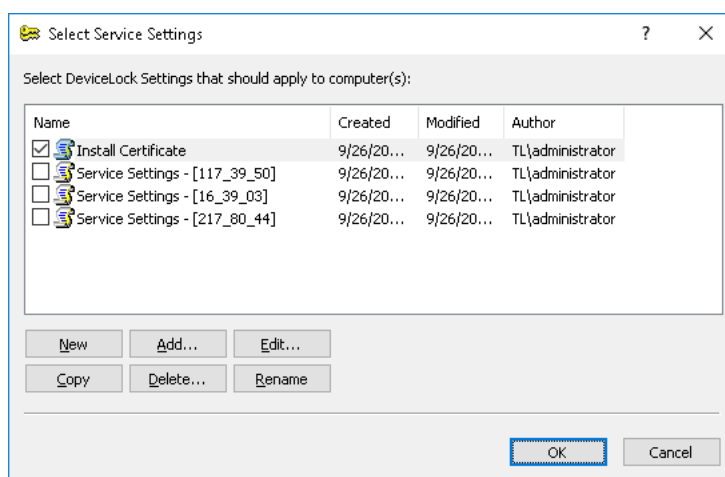 Select Service Settings
?
Select DeviceLock Settings that should apply to computer(s):
Name Created Modified Author
Install Certificate 9/26/20... 9/26/20... TL\administrator
Service Settings - [117_39_50] 9/26/20... 9/26/20... TL\administrator
Service Settings - [16_39_03] 9/26/20... 9/26/20... TL\administrator
Service Settings - [217_80_44] 9/26/20... 9/26/20... TL\administrator
New Add... Edit...
Copy Delete... Rename
OK Cancel